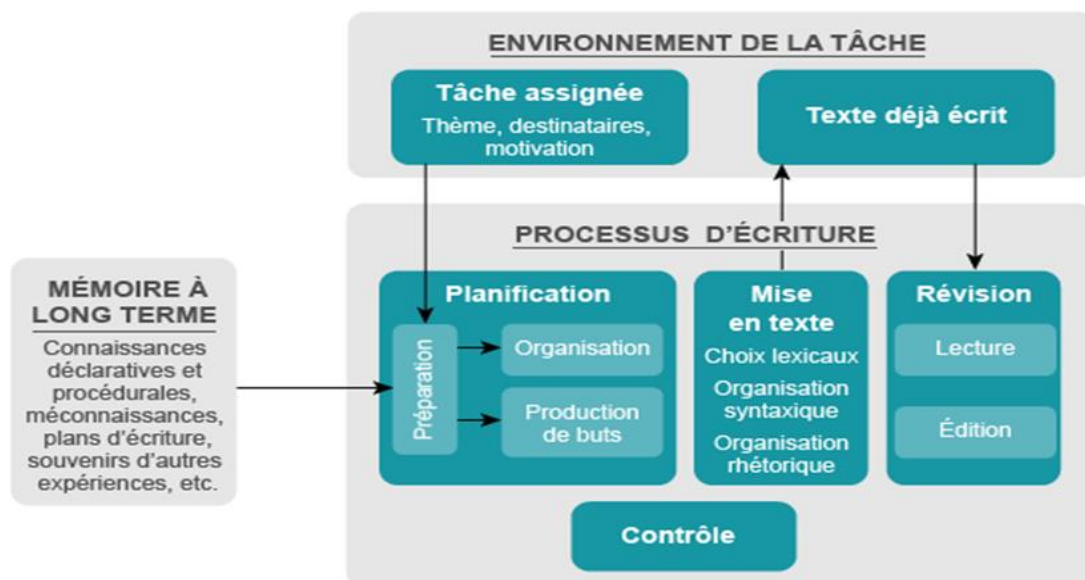 ENVIRONNEMENT DE LA TÂCHE
Tâche assignée
Thème, destinataires,
motivation
Texte déjà écrit
MÉMOIRE À
LONG TERME
Connaissances
déclaratives et
procédurales,
méconnaissances,
plans d'écriture,
souvenirs d'autres
expériences, etc.
PROCESSUS D'ÉCRITURE
Planification
Préparation
Organisation
Production
de buts
Mise
en texte
Choix lexicaux
Organisation
syntaxique
Organisation
rhétorique
Révision
Lecture
Édition
Contrôle